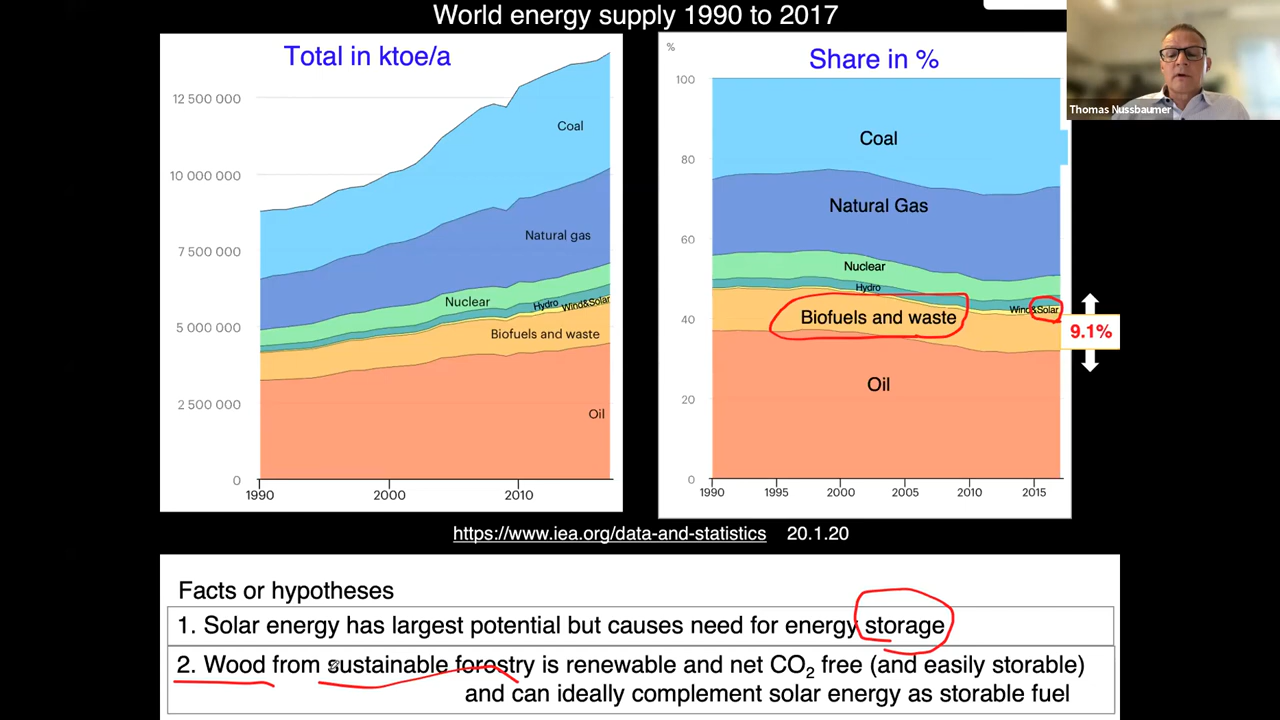 World energy supply 1990 to 2017
Thomas Nussbaumer
Total in ktoe/a
12 500 000
10 000 000
7 500 000
5 000 000
2 500 000
0
1990
2000
2010
Coal
Natural gas
Nuclear
Hydro
Wind&Solar
Biofuels and waste
Oil
Share in %
%
100
80
60
40
20
0
1990
1995
2000
2005
2010
2015
Coal
Natural Gas
Nuclear
Hydro
Wind&Solar
Biofuels and waste
Oil
9.1%
https://www.iea.org/data-and-statistics 20.1.20
Facts or hypotheses
1. Solar energy has largest potential but causes need for energy storage
2. Wood from sustainable forestry is renewable and net CO₂ free (and easily storable)
and can ideally complement solar energy as storable fuel